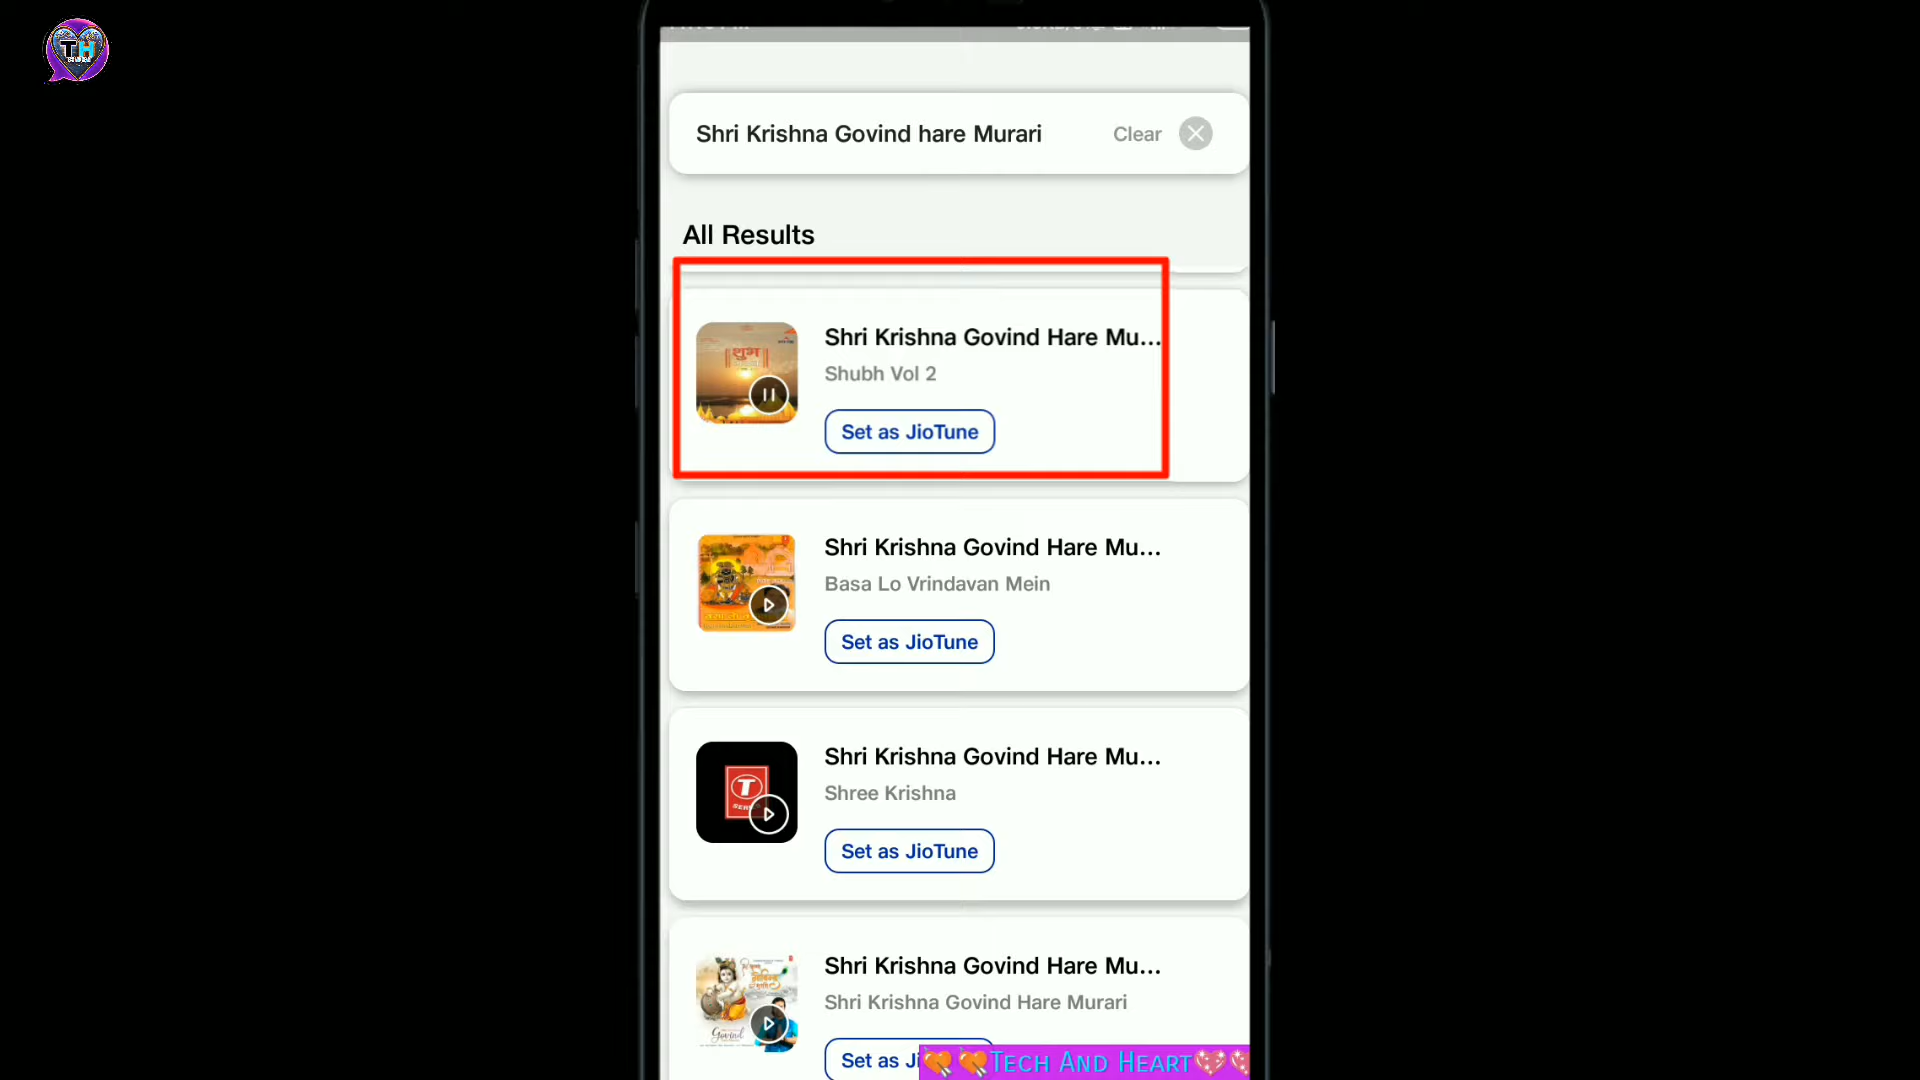 TH
Shri Krishna Govind hare Murari
Clear
All Results
Shri Krishna Govind Hare Mu...
शुभ
Shubh Vol 2
Set as JioTune
Shri Krishna Govind Hare Mu...
Basa Lo Vrindavan Mein
Set as JioTune
Shri Krishna Govind Hare Mu...
T
Shree Krishna
Set as JioTune
Shri Krishna Govind Hare Mu...
Shri Krishna Govind Hare Murari
Govind
Set as Ji
TECH AND HEART